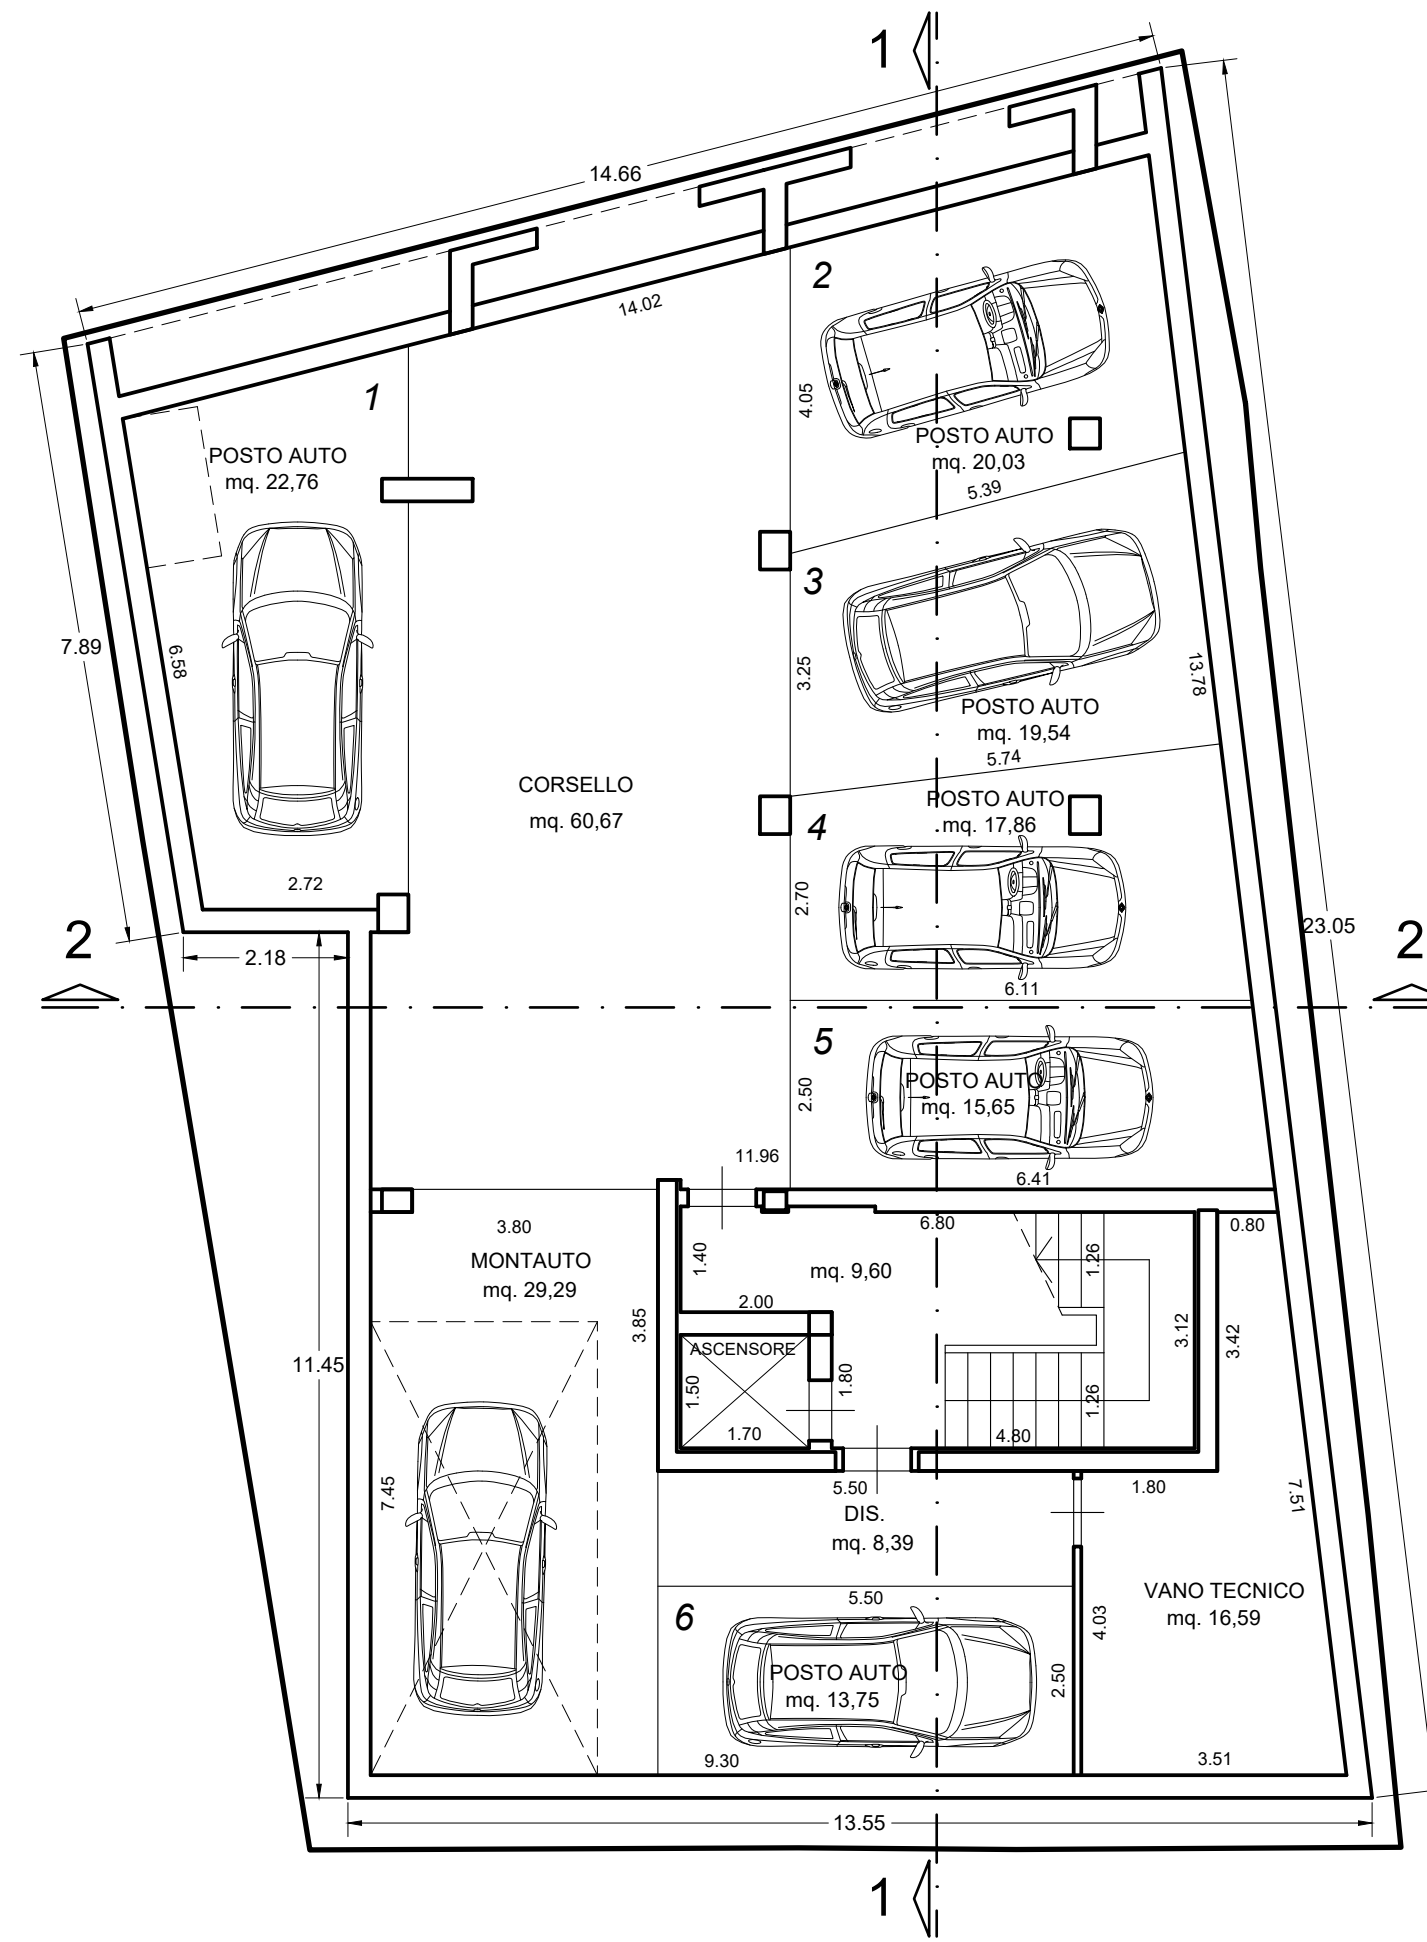 1
14.66
14.02
2
4.05
POSTO AUTO
mq. 20,03
5.39
1
POSTO AUTO
mq. 22,76
7.89
6.58
3
3.25
13.78
POSTO AUTO
mq. 19,54
5.74
CORSELLO
mq. 60,67
POSTO AUTO
mq. 17,86
4
2.70
6.11
2.72
2
2.18
23.05
2
5
POSTO AUTO
mq. 15,65
2.50
6.41
11.96
3.80
MONTAUTO
mq. 29,29
1.40
mq. 9,60
6.80
0.80
1.26
2.00
3.85
3.12
3.42
11.45
ASCENSORE
1.50
1.80
1.70
1.26
4.80
7.45
5.50
1.80
7.51
DIS.
mq. 8,39
5.50
VANO TECNICO
mq. 16,59
4.03
6
POSTO AUTO
mq. 13,75
2.50
9.30
3.51
13.55
1